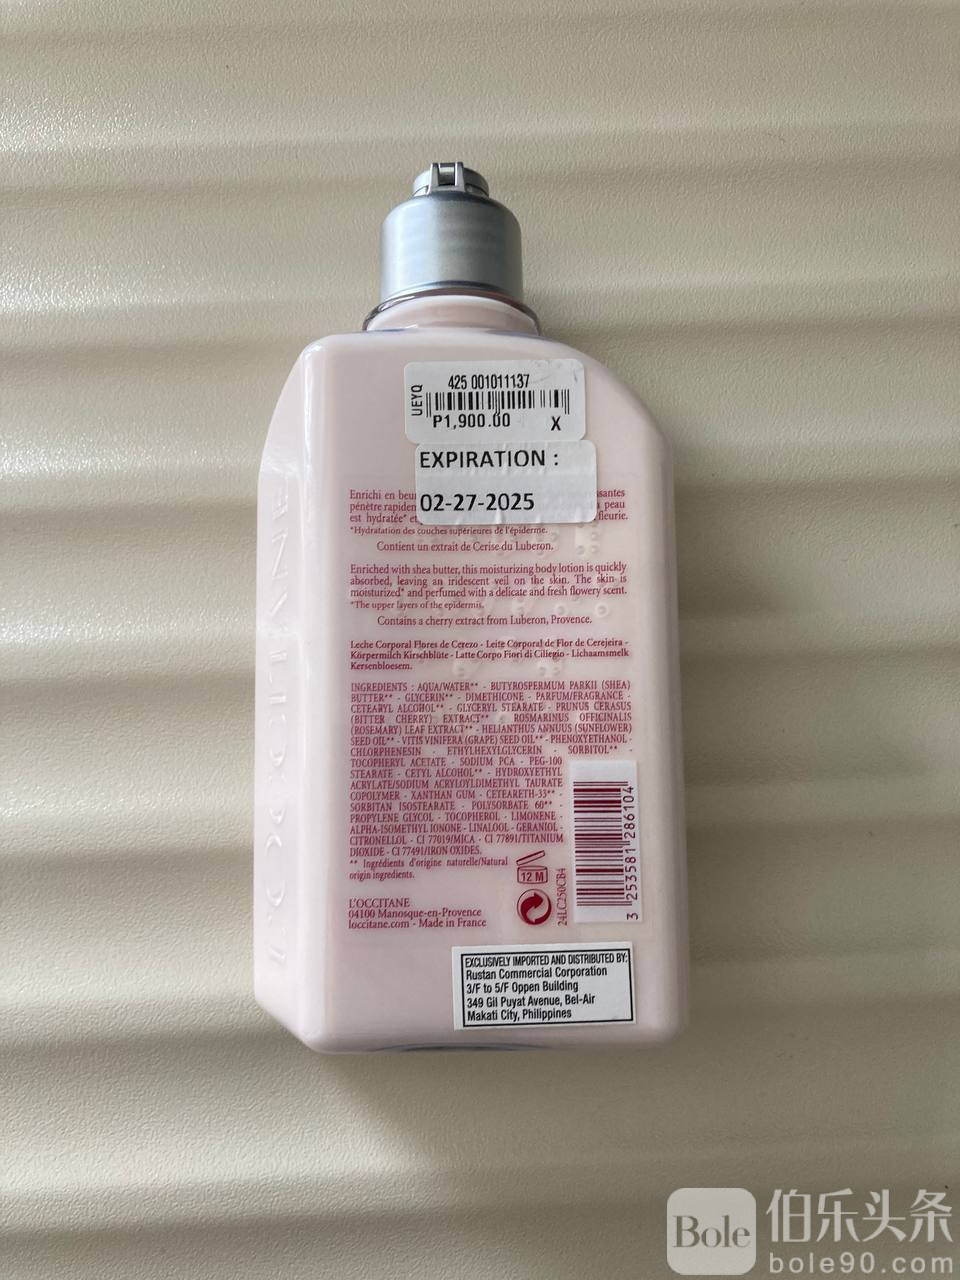 UEYQ
425 001011137
P1,900.00 X
EXPIRATION :
02-27-2025
Enrichi en
pénètre
est hydratée* fleurie.
*Hydratation des couches supérieures de l'épiderme.
Contient un extrait de Cerise du Luberon.
Enriched with shea butter, this moisturizing body lotion is quickly
absorbed, leaving an iridescent veil on the skin. The skin is
moisturized* and perfumed with a delicate and fresh flowery scent.
*The upper layers of the epidermis.
Contains a cherry extract from Luberon, Provence.
Leche Corporal Flores de Cerezo - Leite Corporal de Flor de Cerejeira -
Körpermilch Kirschblüte - Latte Corpo Fiori di Ciliegio - Lichaamsmelk
Kersenbloesem.
INGREDIENTS : AQUA/WATER** - BUTYROSPERMUM PARKII (SHEA)
BUTTER** - GLYCERIN** - DIMETHICONE - PARFUM/FRAGRANCE -
CETEARYL ALCOHOL** - GLYCERYL STEARATE - PRUNUS CERASUS
(BITTER CHERRY) EXTRACT** - ROSMARINUS OFFICINALIS
(ROSEMARY) LEAF EXTRACT** - HELIANTHUS ANNUUS (SUNFLOWER)
SEED OIL** - VITIS VINIFERA (GRAPE) SEED OIL** - PHENOXYETHANOL -
CHLORPHENESIN - ETHYLHEXYLGLYCERIN - SORBITOL** -
TOCOPHERYL ACETATE - SODIUM PCA - PEG-100
STEARATE - CETYL ALCOHOL** - HYDROXYETHYL
ACRYLATE/SODIUM ACRYLOYLDIMETHYL TAURATE
COPOLYMER - XANTHAN GUM - CETEARETH-33** -
SORBITAN ISOSTEARATE - POLYSORBATE 60** -
PROPYLENE GLYCOL - TOCOPHEROL - LIMONENE -
ALPHA-ISOMETHYL IONONE - LINALOOL - GERANIOL -
CITRONELLOL - CI 77019/MICA - CI 77891/TITANIUM
DIOXIDE - CI 77491/IRON OXIDES.
** Ingrédients d'origine naturelle/Natural
origin ingredients.
12 M
24LC250CB4
3 253581 286104
L'OCCITANE
04100 Manosque-en-Provence
loccitane.com - Made in France
L'OCCITANE
EXCLUSIVELY IMPORTED AND DISTRIBUTED BY:
Rustan Commercial Corporation
3/F to 5/F Oppen Building
349 Gil Puyat Avenue, Bel-Air
Makati City, Philippines
Bole 伯乐头条
bole90.com